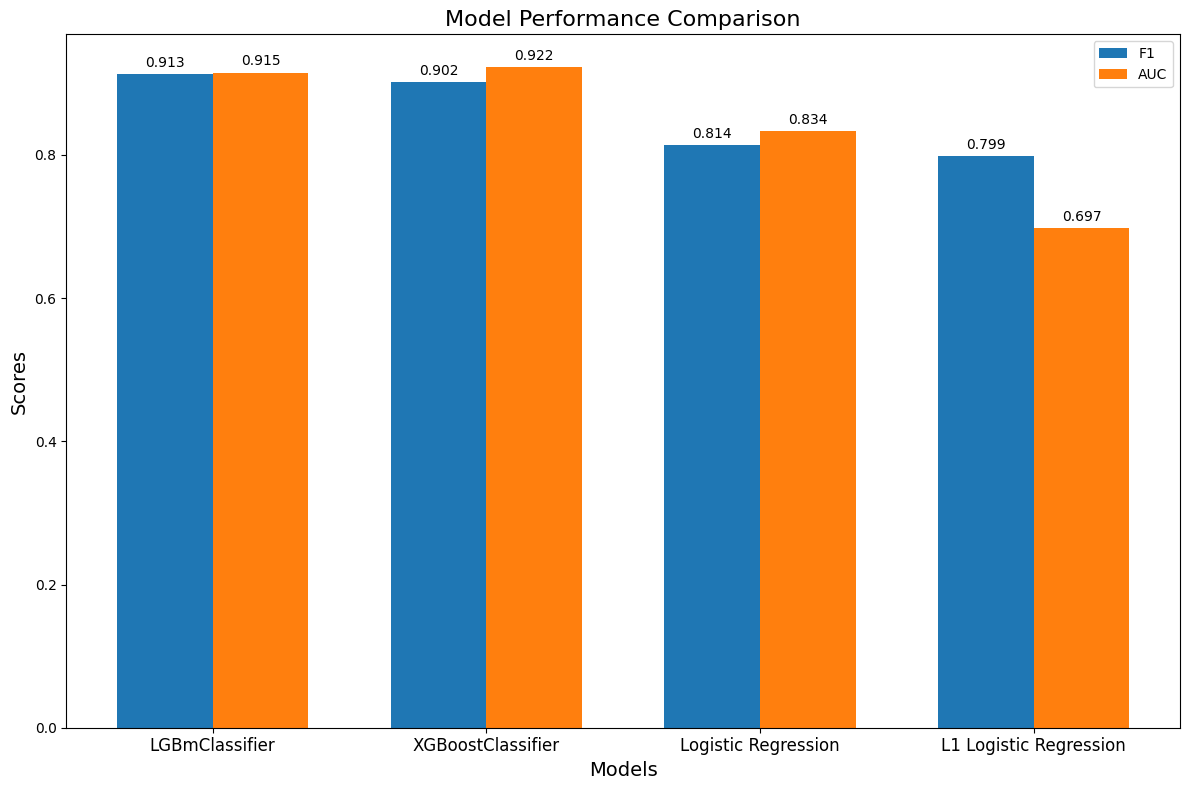 Model Performance Comparison
F1
AUC
0.913
0.915
0.902
0.922
0.814
0.834
0.799
0.697
Scores
0.8
0.6
0.4
0.2
0.0
LGBmClassifier
XGBoostClassifier
Logistic Regression
L1 Logistic Regression
Models